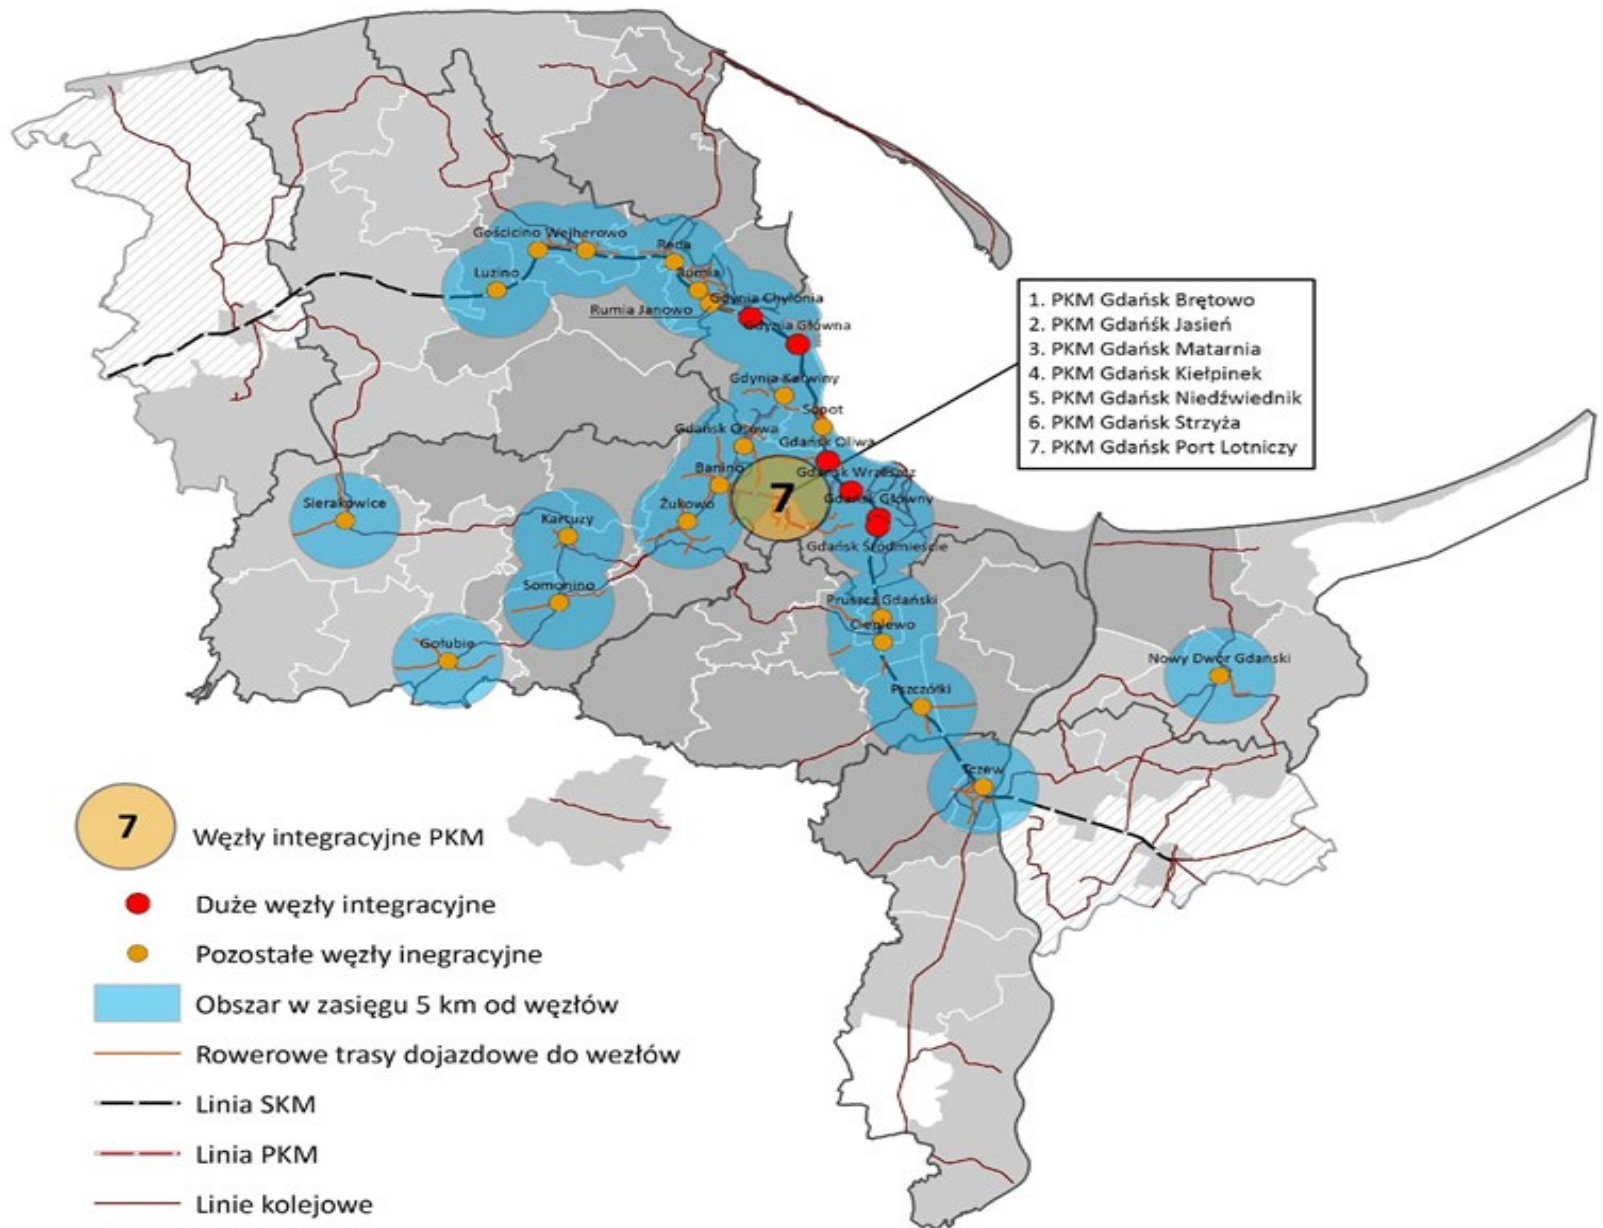 Gościcino Wejherowo
Reda
Luzino
Rumia
Gdynia Chylonia
Rumia Janowo
Gdynia Główna
1. PKM Gdańsk Brętowo
2. PKM Gdańśk Jasień
3. PKM Gdańsk Matarnia
4. PKM Gdańsk Kiełpinek
5. PKM Gdańsk Niedźwiednik
6. PKM Gdańsk Strzyża
7. PKM Gdańsk Port Lotniczy
Gdynia Karwiny
Sopot
Gdańsk Osowa
Gdańsk Oliwa
Banino
Gdańsk Wrzeszcz
7
Gdańsk Główny
Sierakowice
Żukowo
Kartuzy
Gdańsk Śródmieście
Somonino
Pruszcz Gdański
Cieplewo
Gołubie
Nowy Dwór Gdański
Pszczółki
Tczew
7
Węzły integracyjne PKM
Duże węzły integracyjne
Pozostałe węzły inegracyjne
Obszar w zasięgu 5 km od węzłów
Rowerowe trasy dojazdowe do wezłów
Linia SKM
Linia PKM
Linie kolejowe